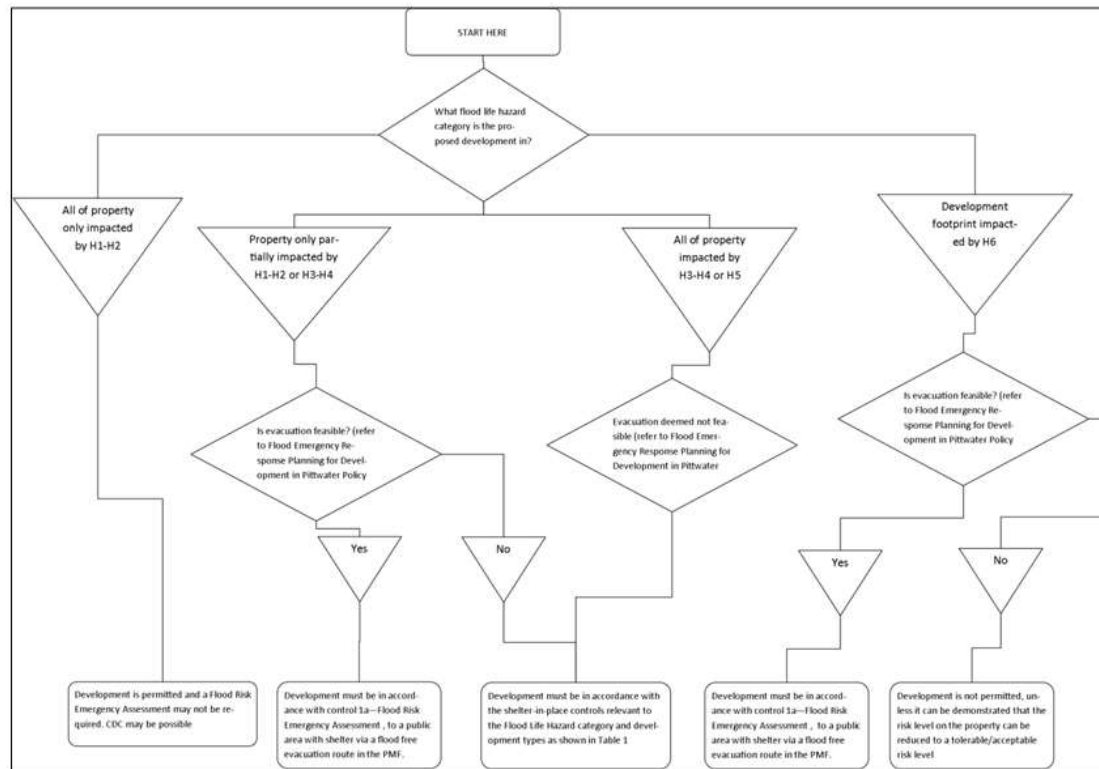 START HERE
What flood life hazard
category is the pro-
posed development in?
All of property
only impacted
by H1-H2
Property only par-
tially impacted by
H1-H2 or H3-H4
All of property
impacted by
H3-H4 or H5
Development
footprint impact-
ed by H6
Is evacuation feasible? (refer
to Flood Emergency Re-
sponse Planning for Devel-
opment in Pittwater Policy
Evacuation deemed not fea-
sible (refer to Flood Emer-
gency Response Planning for
Development in Pittwater
Is evacuation feasible? (refer
to Flood Emergency Re-
sponse Planning for Devel-
opment in Pittwater Policy
Yes
No
Yes
No
Development is permitted and a Flood Risk
Emergency Assessment may not be re-
quired. CDC may be possible
Development must be in accord-
ance with control 1a—Flood Risk
Emergency Assessment , to a public
area with shelter via a flood free
evacuation route in the PMF.
Development must be in accordance with
the shelter-in-place controls relevant to
the Flood Life Hazard category and devel-
opment types as shown in Table 1
Development must be in accord-
ance with control 1a—Flood Risk
Emergency Assessment , to a public
area with shelter via a flood free
evacuation route in the PMF.
Development is not permitted, un-
less it can be demonstrated that the
risk level on the property can be
reduced to a tolerable/acceptable
risk level